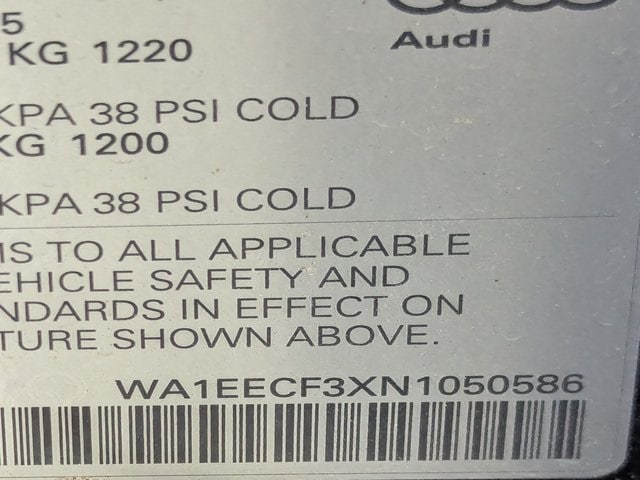 5
Audi
KG 1220
KPA 38 PSI COLD
KG 1200
KPA 38 PSI COLD
MS TO ALL APPLICABLE
EHICLE SAFETY AND
NDARDS IN EFFECT ON
TURE SHOWN ABOVE.
WA1EECF3XN1050586